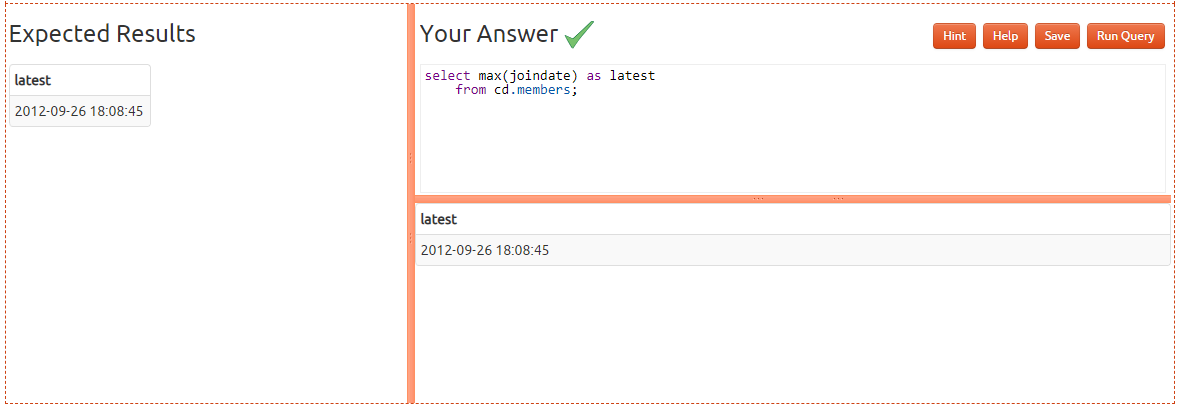 Expected Results
latest
2012-09-26 18:08:45
Your Answer
Hint Help Save Run Query
select max(joindate) as latest
    from cd.members;
latest
2012-09-26 18:08:45